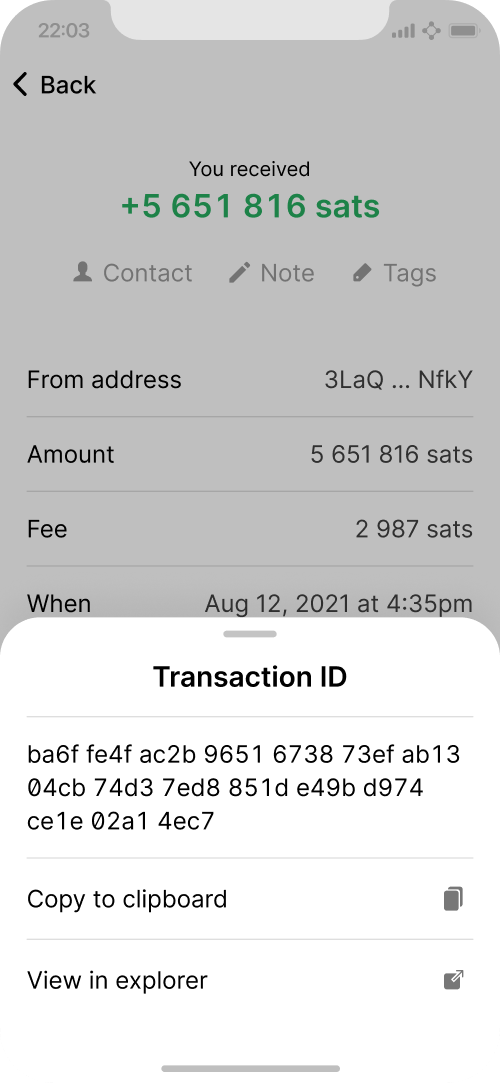 22:03
Back
You received
+5 651 816 sats
Contact Note Tags
From address 3LaQ ... NfkY
Amount 5 651 816 sats
Fee 2 987 sats
When Aug 12, 2021 at 4:35pm
Transaction ID
ba6f fe4f ac2b 9651 6738 73ef ab13
04cb 74d3 7ed8 851d e49b d974
ce1e 02a1 4ec7
Copy to clipboard
View in explorer